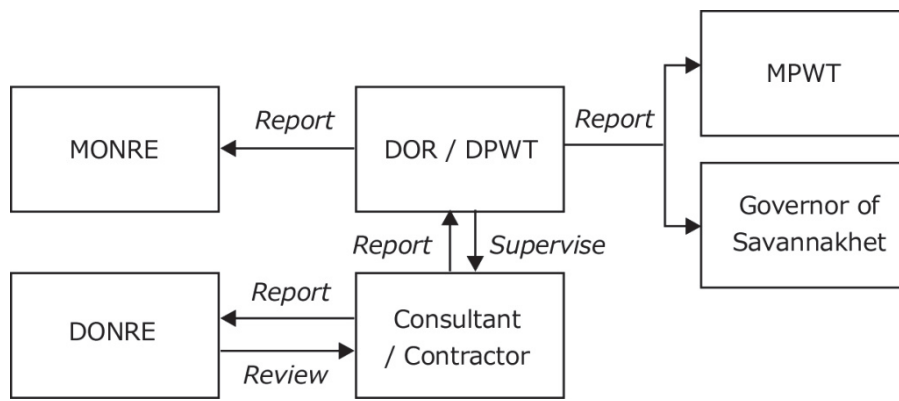 MPWT
Report
Report
MONRE
DOR / DPWT
Governor of
Savannakhet
Report
Supervise
Report
DONRE
Consultant
/ Contractor
Review